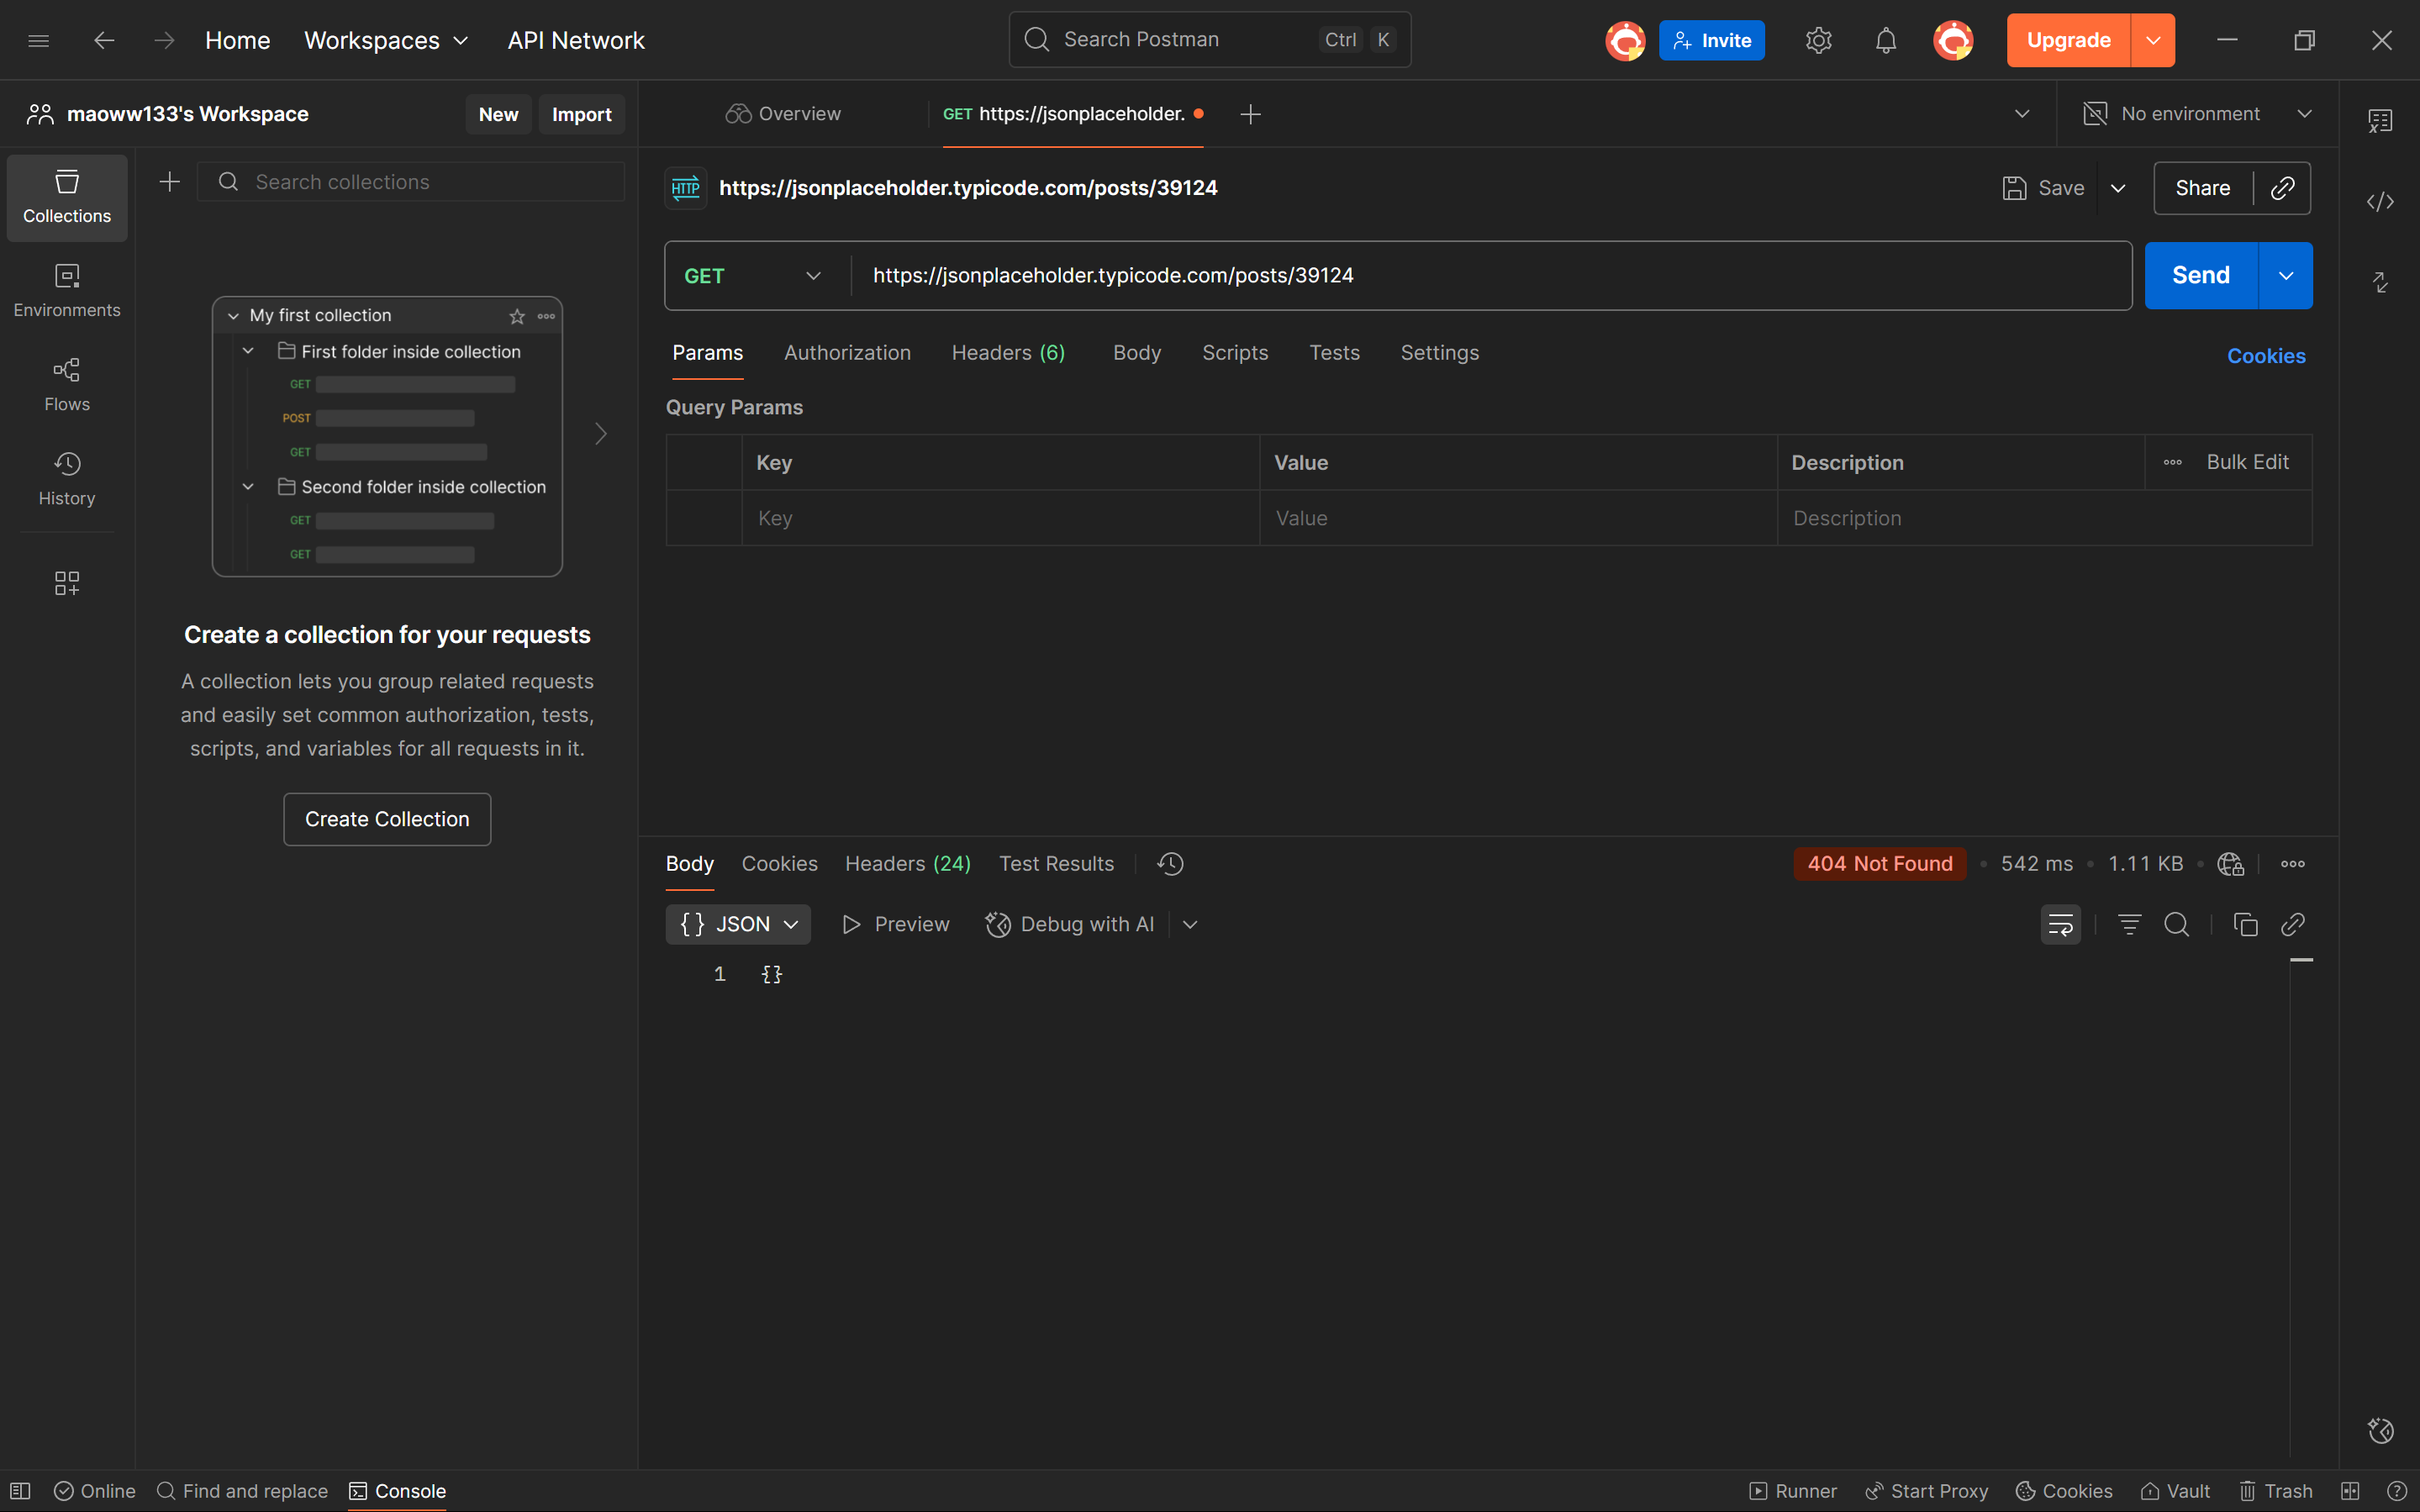 Home Workspaces API Network
Search Postman Ctrl K
Invite
Upgrade
maoww133's Workspace New Import
Overview
GET https://jsonplaceholder.
No environment
Collections
Search collections
https://jsonplaceholder.typicode.com/posts/39124
Save Share
HTTP
GET https://jsonplaceholder.typicode.com/posts/39124 Send
Environments
Flows
History
My first collection
First folder inside collection
GET
POST
GET
Second folder inside collection
GET
GET
Create a collection for your requests
A collection lets you group related requests
and easily set common authorization, tests,
scripts, and variables for all requests in it.
Create Collection
Params Authorization Headers (6) Body Scripts Tests Settings Cookies
Query Params
Key Value Description Bulk Edit
Key Value Description
Body Cookies Headers (24) Test Results
404 Not Found 542 ms 1.11 KB
{ } JSON Preview Debug with AI
1 {}
Online Find and replace Console
Runner Start Proxy Cookies Vault Trash